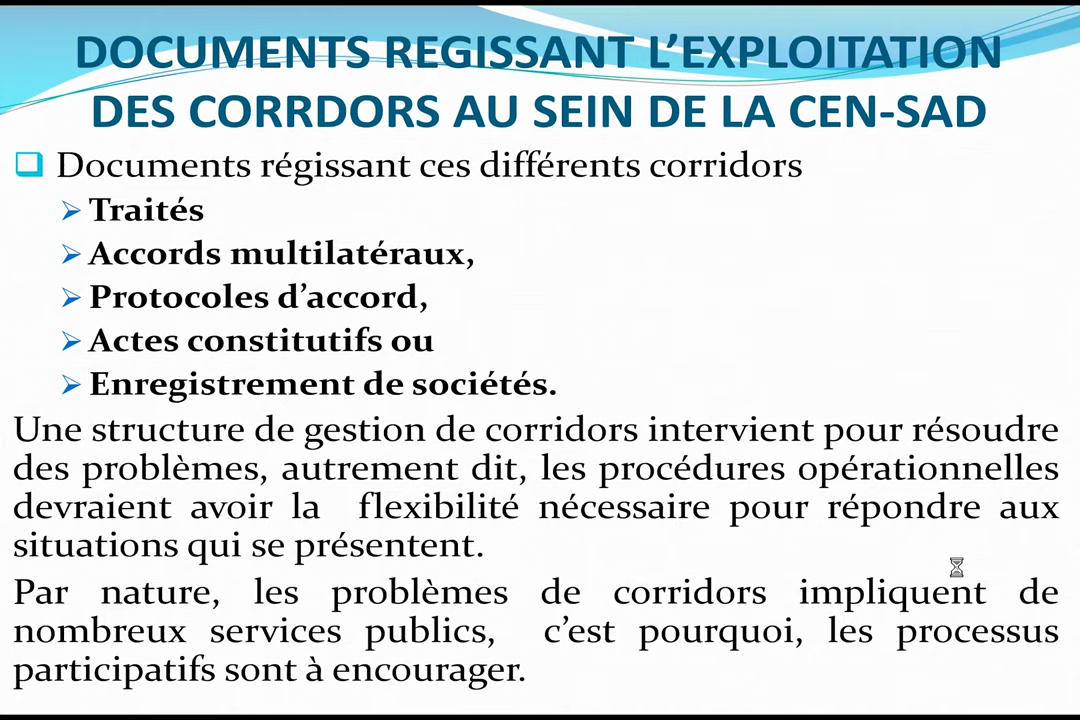 DOCUMENTS REGISSANT L’EXPLOITATION
DES CORRDORS AU SEIN DE LA CEN-SAD
Documents régissant ces différents corridors
Traités
Accords multilatéraux,
Protocoles d’accord,
Actes constitutifs ou
Enregistrement de sociétés.
Une structure de gestion de corridors intervient pour résoudre
des problèmes, autrement dit, les procédures opérationnelles
devraient avoir la flexibilité nécessaire pour répondre aux
situations qui se présentent.
Par nature, les problèmes de corridors impliquent de
nombreux services publics, c’est pourquoi, les processus
participatifs sont à encourager.